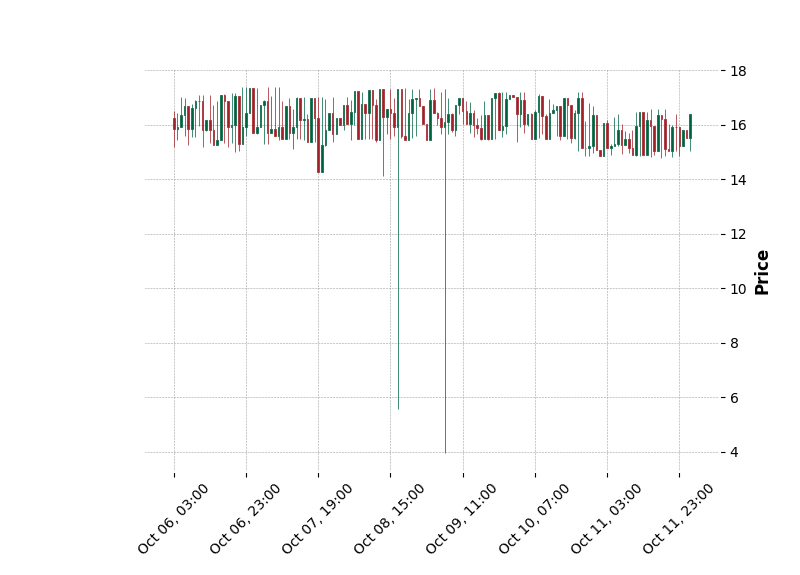 18
16
14
12
10
8
6
4
Price
Oct 06, 03:00
Oct 06, 23:00
Oct 07, 19:00
Oct 08, 15:00
Oct 09, 11:00
Oct 10, 07:00
Oct 11, 03:00
Oct 11, 23:00